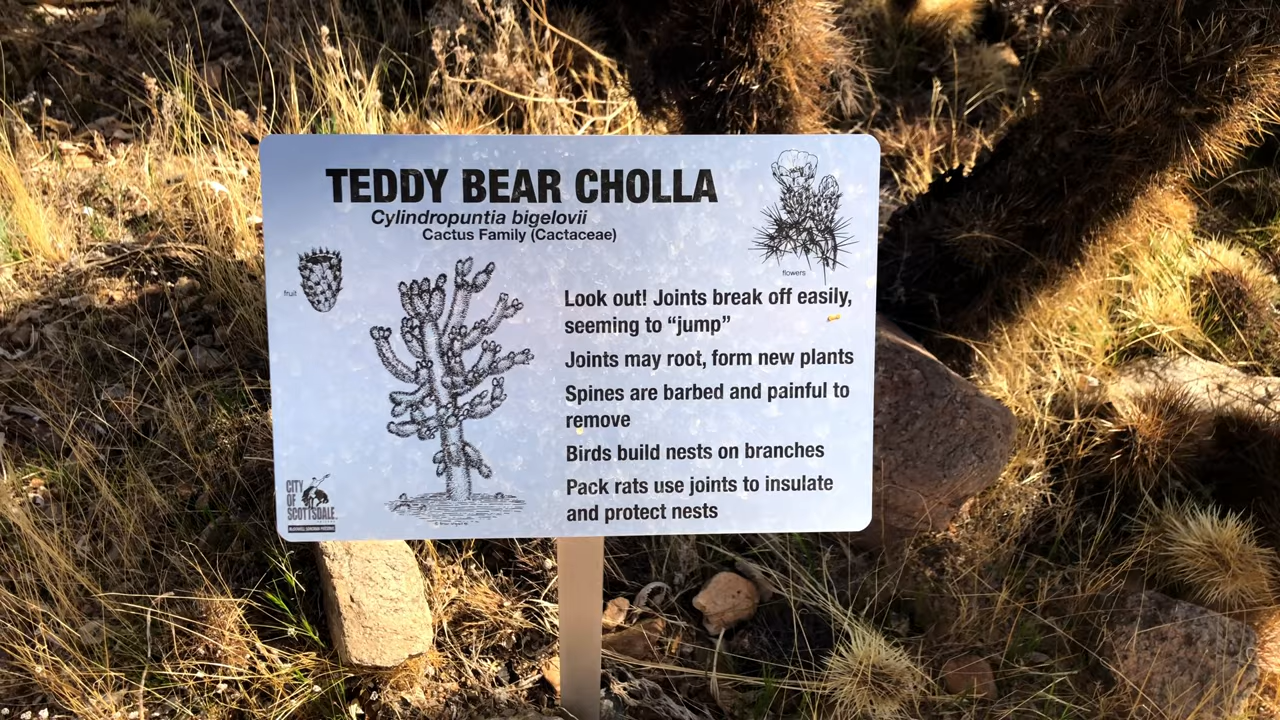 TEDDY BEAR CHOLLA
Cylindropuntia bigelovii
Cactus Family (Cactaceae)
flowers
fruit
Look out! Joints break off easily,
seeming to “jump”
Joints may root, form new plants
Spines are barbed and painful to
remove
Birds build nests on branches
Pack rats use joints to insulate
and protect nests
CITY
OF
SCOTTSDALE